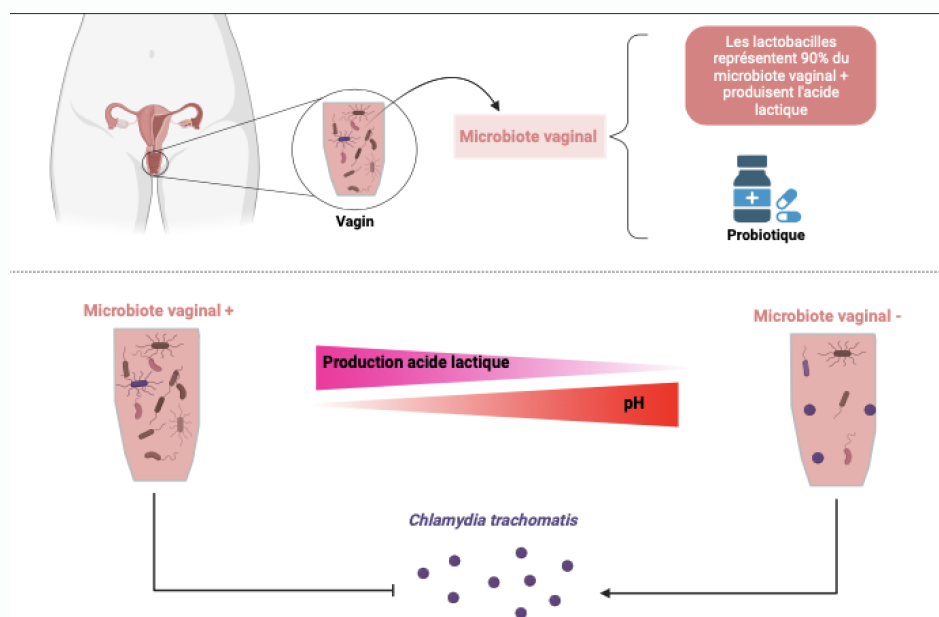 Les lactobacilles
représentent 90% du
microbiote vaginal +
produisent l'acide
lactique
Microbiote vaginal
Vagin
Probiotique
Microbiote vaginal +
Microbiote vaginal -
Production acide lactique
pH
Chlamydia trachomatis